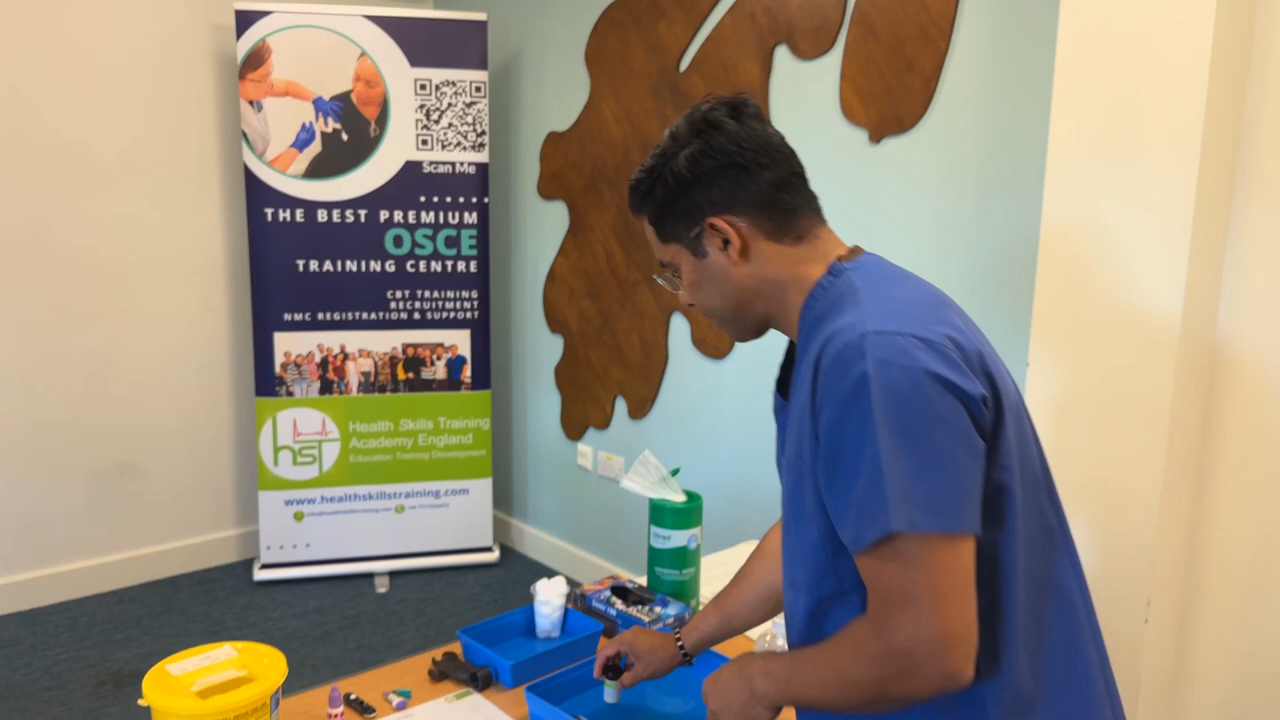 Scan Me
THE BEST PREMIUM
OSCE
TRAINING CENTRE
CBT TRAINING
RECRUITMENT
NMC REGISTRATION & SUPPORT
hst
Health Skills Training
Academy England
Education Training Development
www.healthskillstraining.com